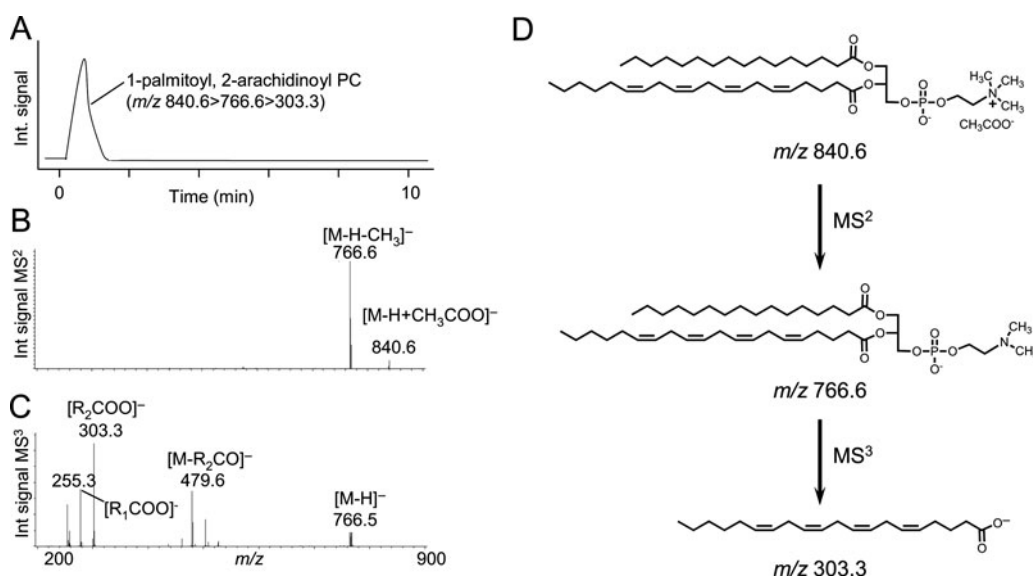 A
Int. signal
1-palmitoyl, 2-arachidinoyl PC
(m/z 840.6>766.6>303.3)
0
10
Time (min)
B
Int signal MS²
[M-H-CH₃]⁻
766.6
[M-H+CH₃COO]⁻
840.6
C
Int signal MS³
[R₂COO]⁻
303.3
255.3
[R₁COO]⁻
[M-R₂CO]⁻
479.6
[M-H]⁻
766.5
200
m/z
900
D
O
O
O
O
O
O-P-O
O⁻
H₃C
CH₃
N⁺
CH₃
CH₃COO⁻
m/z 840.6
MS²
O
O
O
O
O
O-P-O
O⁻
CH₃
N
CH
m/z 766.6
MS³
O⁻
O
m/z 303.3